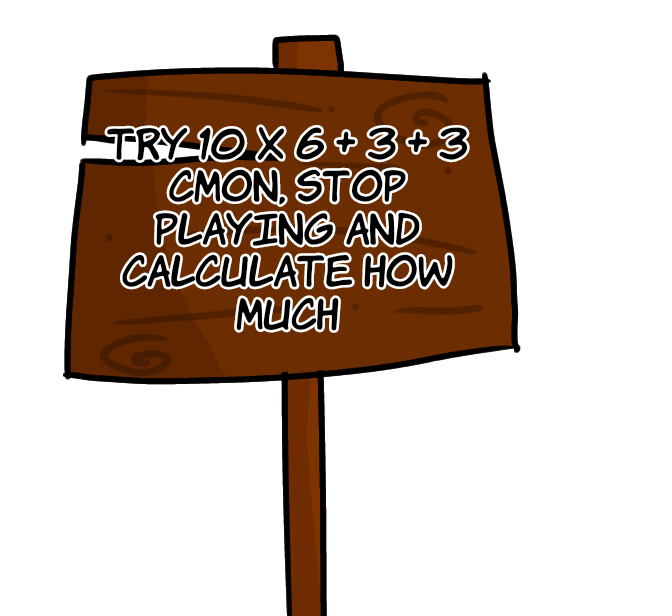 TRY 10 X 6 + 3 + 3
CMON, STOP
PLAYING AND
CALCULATE HOW
MUCH